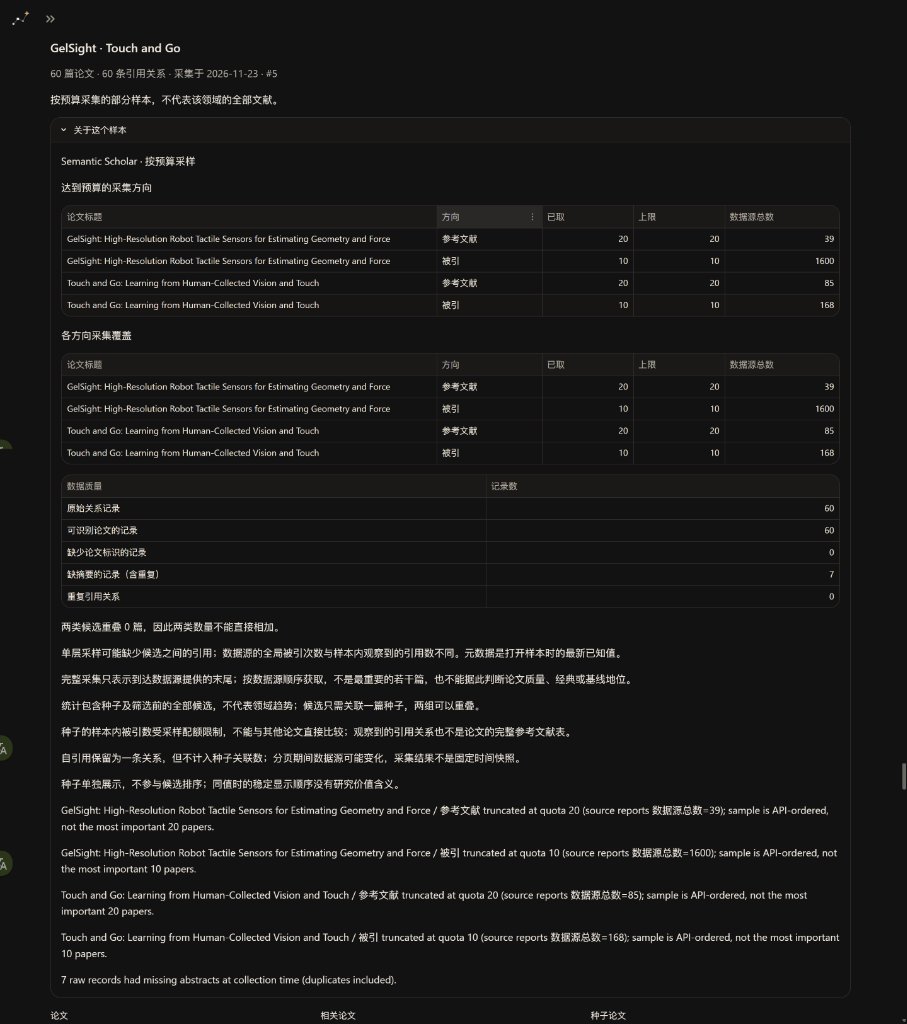 GelSight · Touch and Go
60 篇论文 · 60 条引用关系 · 采集于 2026-11-23 · #5
按预算采集的部分样本，不代表该领域的全部文献。
关于这个样本
Semantic Scholar · 按预算采样
达到预算的采集方向
论文标题 方向 已取 上限 数据源总数
GelSight: High-Resolution Robot Tactile Sensors for Estimating Geometry and Force 参考文献 20 20 39
GelSight: High-Resolution Robot Tactile Sensors for Estimating Geometry and Force 被引 10 10 1600
Touch and Go: Learning from Human-Collected Vision and Touch 参考文献 20 20 85
Touch and Go: Learning from Human-Collected Vision and Touch 被引 10 10 168
各方向采集覆盖
论文标题 方向 已取 上限 数据源总数
GelSight: High-Resolution Robot Tactile Sensors for Estimating Geometry and Force 参考文献 20 20 39
GelSight: High-Resolution Robot Tactile Sensors for Estimating Geometry and Force 被引 10 10 1600
Touch and Go: Learning from Human-Collected Vision and Touch 参考文献 20 20 85
Touch and Go: Learning from Human-Collected Vision and Touch 被引 10 10 168
数据质量 记录数
原始关系记录 60
可识别论文的记录 60
缺少论文标识的记录 0
缺摘要的记录（含重复） 7
重复引用关系 0
两类候选重叠 0 篇，因此两类数量不能直接相加。
单层采样可能缺少候选之间的引用；数据源的全局被引次数与样本内观察到的引用数不同。元数据是打开样本时的最新已知值。
完整采集只表示到达数据源提供的末尾；按数据源顺序获取，不是最重要的若干篇，也不能据此判断论文质量、经典或基线地位。
统计包含种子及筛选前的全部候选，不代表领域趋势；候选只需关联一篇种子，两组可以重叠。
种子的样本内被引数受采样配额限制，不能与其他论文直接比较；观察到的引用关系也不是论文的完整参考文献表。
自引用保留为一条关系，但不计入种子关联数；分页期间数据源可能变化，采集结果不是固定时间快照。
种子单独展示，不参与候选排序；同值时的稳定显示顺序没有研究价值含义。
GelSight: High-Resolution Robot Tactile Sensors for Estimating Geometry and Force / 参考文献 truncated at quota 20 (source reports 数据源总数=39); sample is API-ordered,
not the most important 20 papers.
GelSight: High-Resolution Robot Tactile Sensors for Estimating Geometry and Force / 被引 truncated at quota 10 (source reports 数据源总数=1600); sample is API-ordered, not
the most important 10 papers.
Touch and Go: Learning from Human-Collected Vision and Touch / 参考文献 truncated at quota 20 (source reports 数据源总数=85); sample is API-ordered, not the most
important 20 papers.
Touch and Go: Learning from Human-Collected Vision and Touch / 被引 truncated at quota 10 (source reports 数据源总数=168); sample is API-ordered, not the most important
10 papers.
7 raw records had missing abstracts at collection time (duplicates included).
论文 相关论文 种子论文